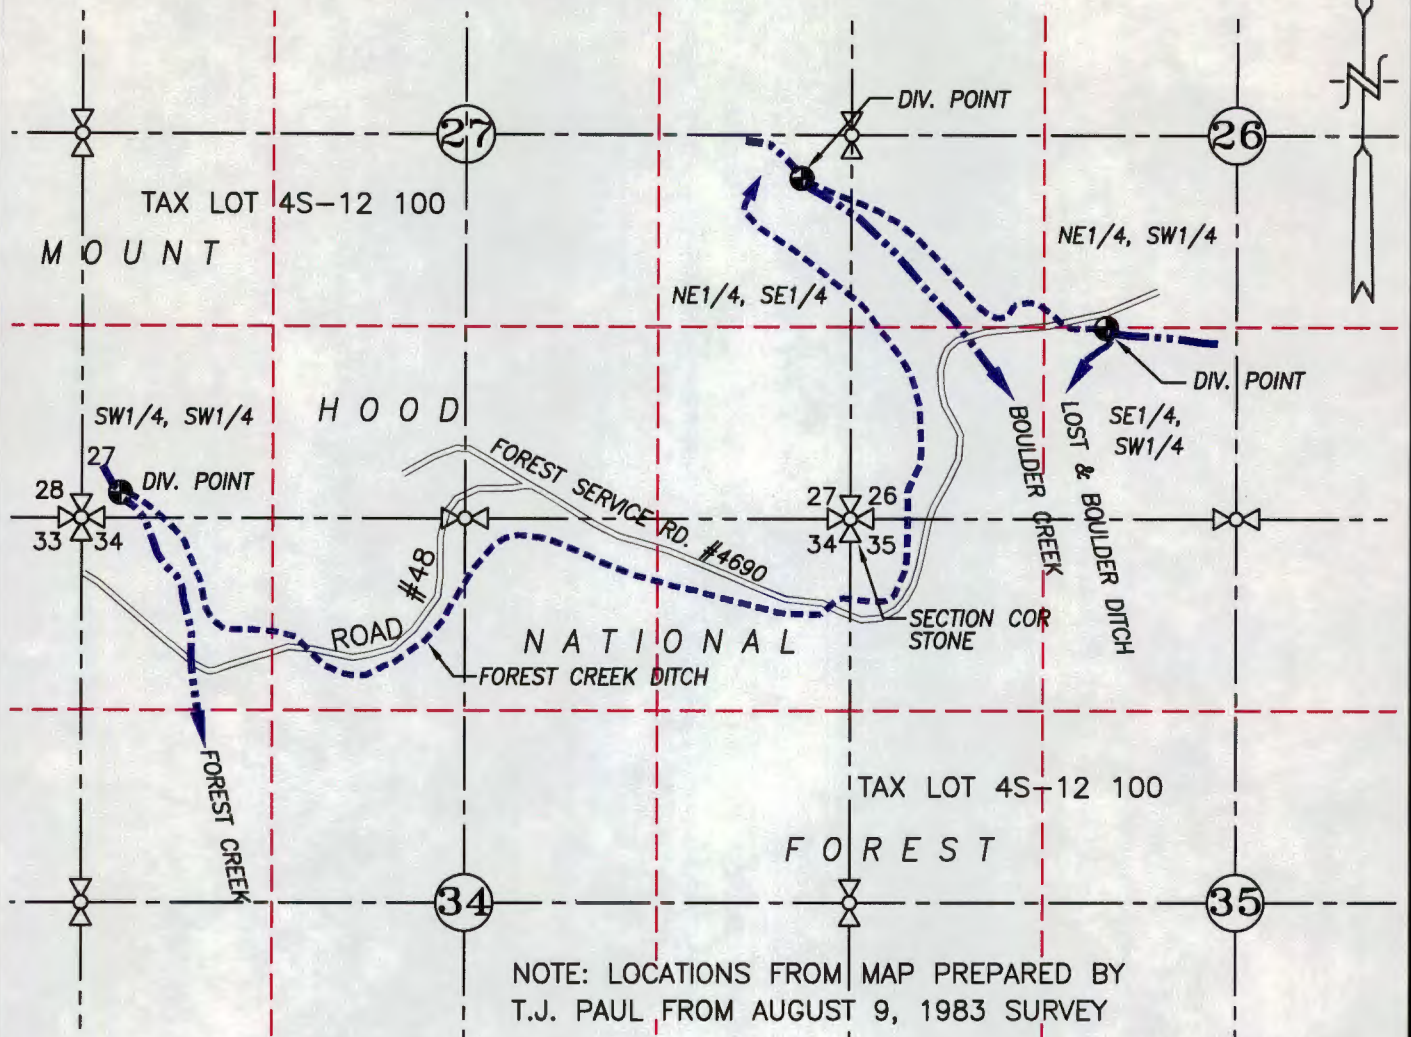 N
DIV. POINT
27
26
TAX LOT 4S-12 100
MOUNT
NE1/4, SW1/4
NE1/4, SE1/4
DIV. POINT
HOOD
SW1/4, SW1/4
SE1/4,
SW1/4
BOULDER CREEK
LOST & BOULDER DITCH
27
DIV. POINT
28
33 34
FOREST SERVICE RD. #4690
27 26
34 35
#48
ROAD
SECTION COR
STONE
NATIONAL
FOREST CREEK DITCH
FOREST CREEK
TAX LOT 4S-12 100
FOREST
34
35
NOTE: LOCATIONS FROM MAP PREPARED BY
T.J. PAUL FROM AUGUST 9, 1983 SURVEY